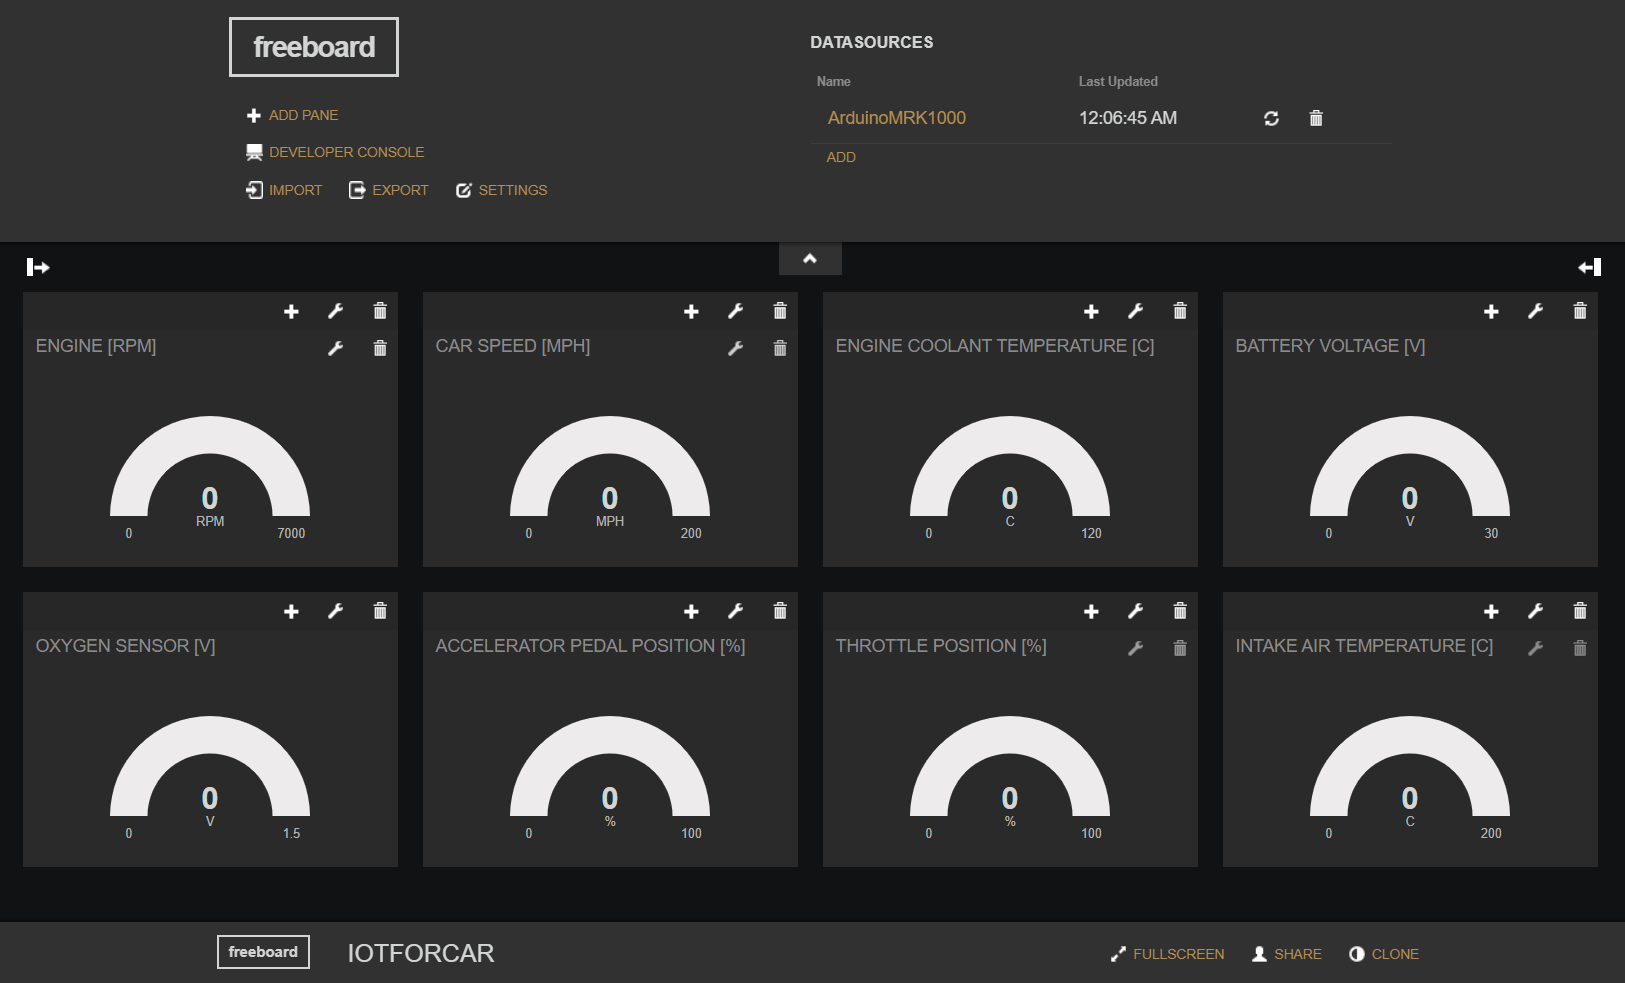 freeboard
ADD PANE
DEVELOPER CONSOLE
IMPORT EXPORT SETTINGS
DATASOURCES
Name Last Updated
ArduinoMRK1000 12:06:45 AM
ADD
ENGINE [RPM]
0
RPM
0 7000
CAR SPEED [MPH]
0
MPH
0 200
ENGINE COOLANT TEMPERATURE [C]
0
C
0 120
BATTERY VOLTAGE [V]
0
V
0 30
OXYGEN SENSOR [V]
0
V
0 1.5
ACCELERATOR PEDAL POSITION [%]
0
%
0 100
THROTTLE POSITION [%]
0
%
0 100
INTAKE AIR TEMPERATURE [C]
0
C
0 200
freeboard IOTFORCAR FULLSCREEN SHARE CLONE